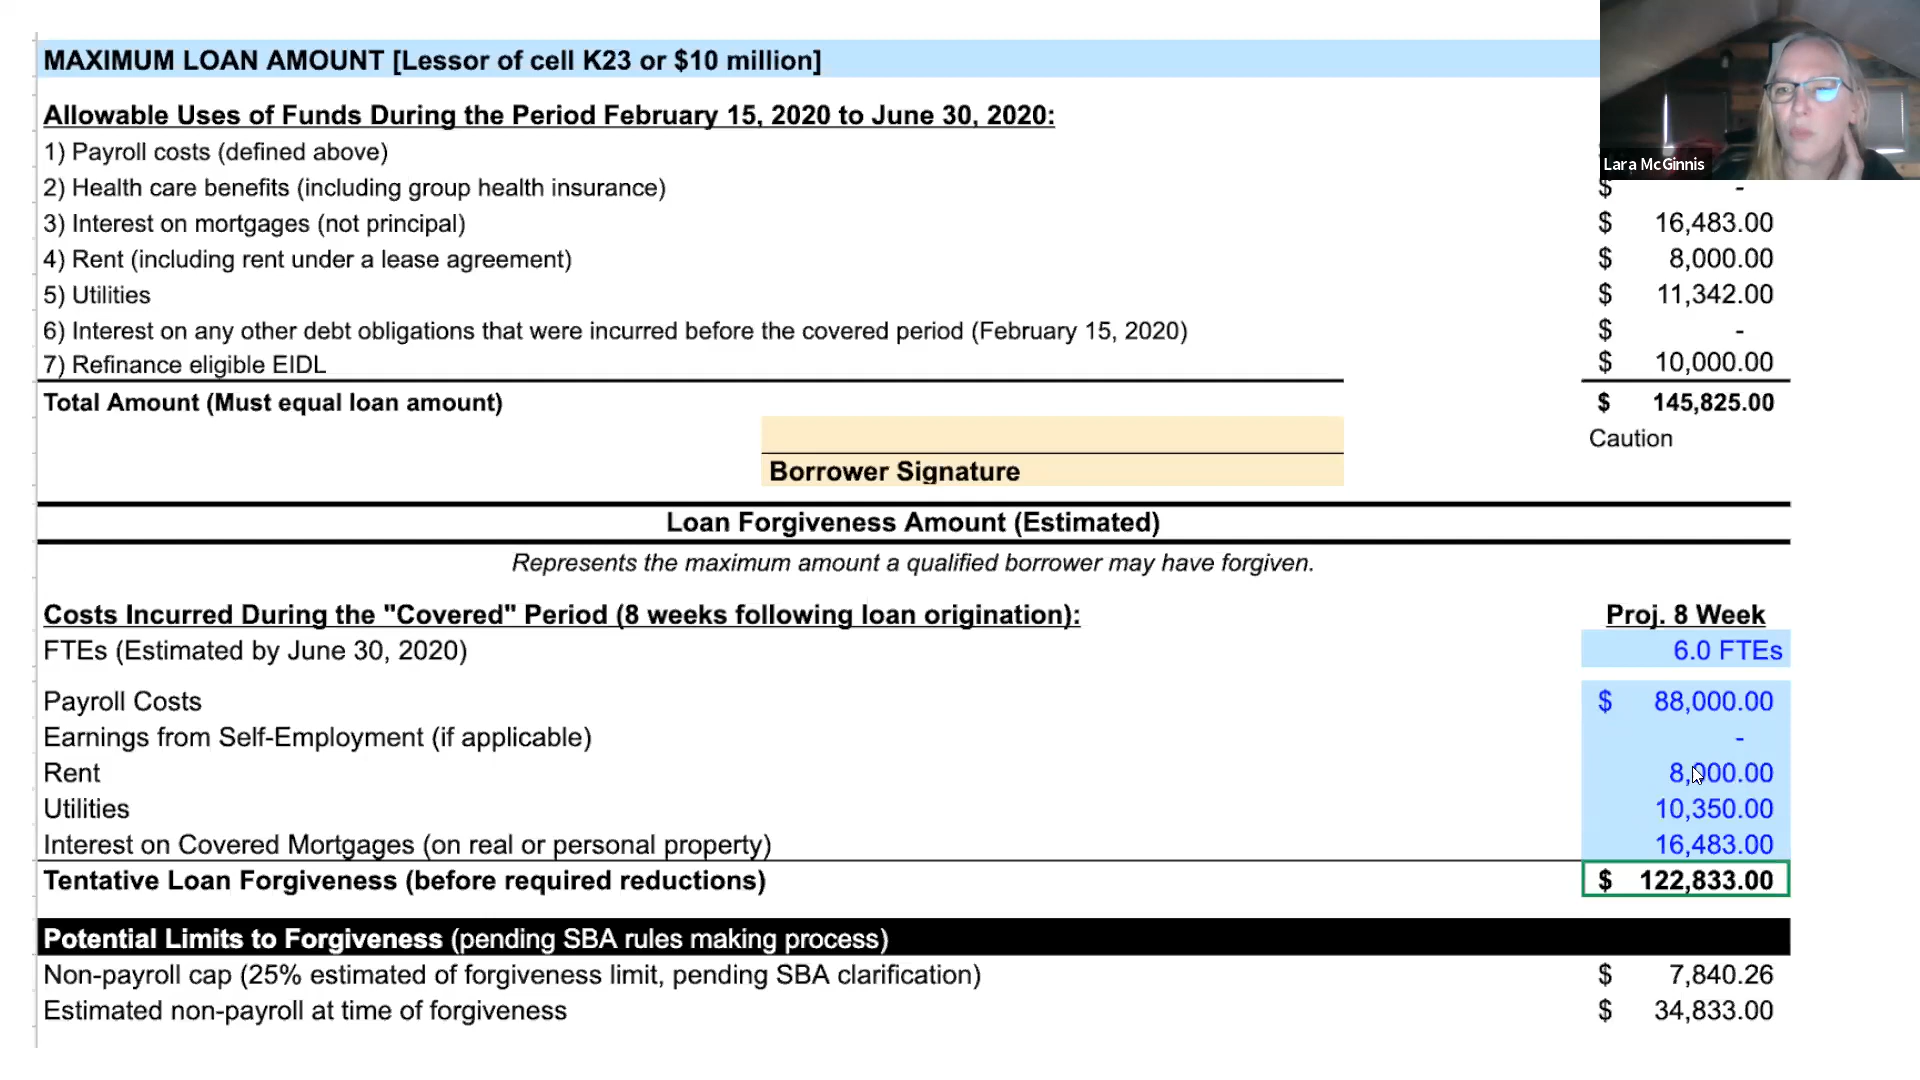 MAXIMUM LOAN AMOUNT [Lessor of cell K23 or $10 million]
Lara McGinnis
Allowable Uses of Funds During the Period February 15, 2020 to June 30, 2020:
1) Payroll costs (defined above)
2) Health care benefits (including group health insurance) $ -
3) Interest on mortgages (not principal) $ 16,483.00
4) Rent (including rent under a lease agreement) $ 8,000.00
5) Utilities $ 11,342.00
6) Interest on any other debt obligations that were incurred before the covered period (February 15, 2020) $ -
7) Refinance eligible EIDL $ 10,000.00
Total Amount (Must equal loan amount) $ 145,825.00
Caution
Borrower Signature
Loan Forgiveness Amount (Estimated)
Represents the maximum amount a qualified borrower may have forgiven.
Costs Incurred During the "Covered" Period (8 weeks following loan origination): Proj. 8 Week
FTEs (Estimated by June 30, 2020) 6.0 FTEs
Payroll Costs $ 88,000.00
Earnings from Self-Employment (if applicable) -
Rent 8,000.00
Utilities 10,350.00
Interest on Covered Mortgages (on real or personal property) 16,483.00
Tentative Loan Forgiveness (before required reductions) $ 122,833.00
Potential Limits to Forgiveness (pending SBA rules making process)
Non-payroll cap (25% estimated of forgiveness limit, pending SBA clarification) $ 7,840.26
Estimated non-payroll at time of forgiveness $ 34,833.00